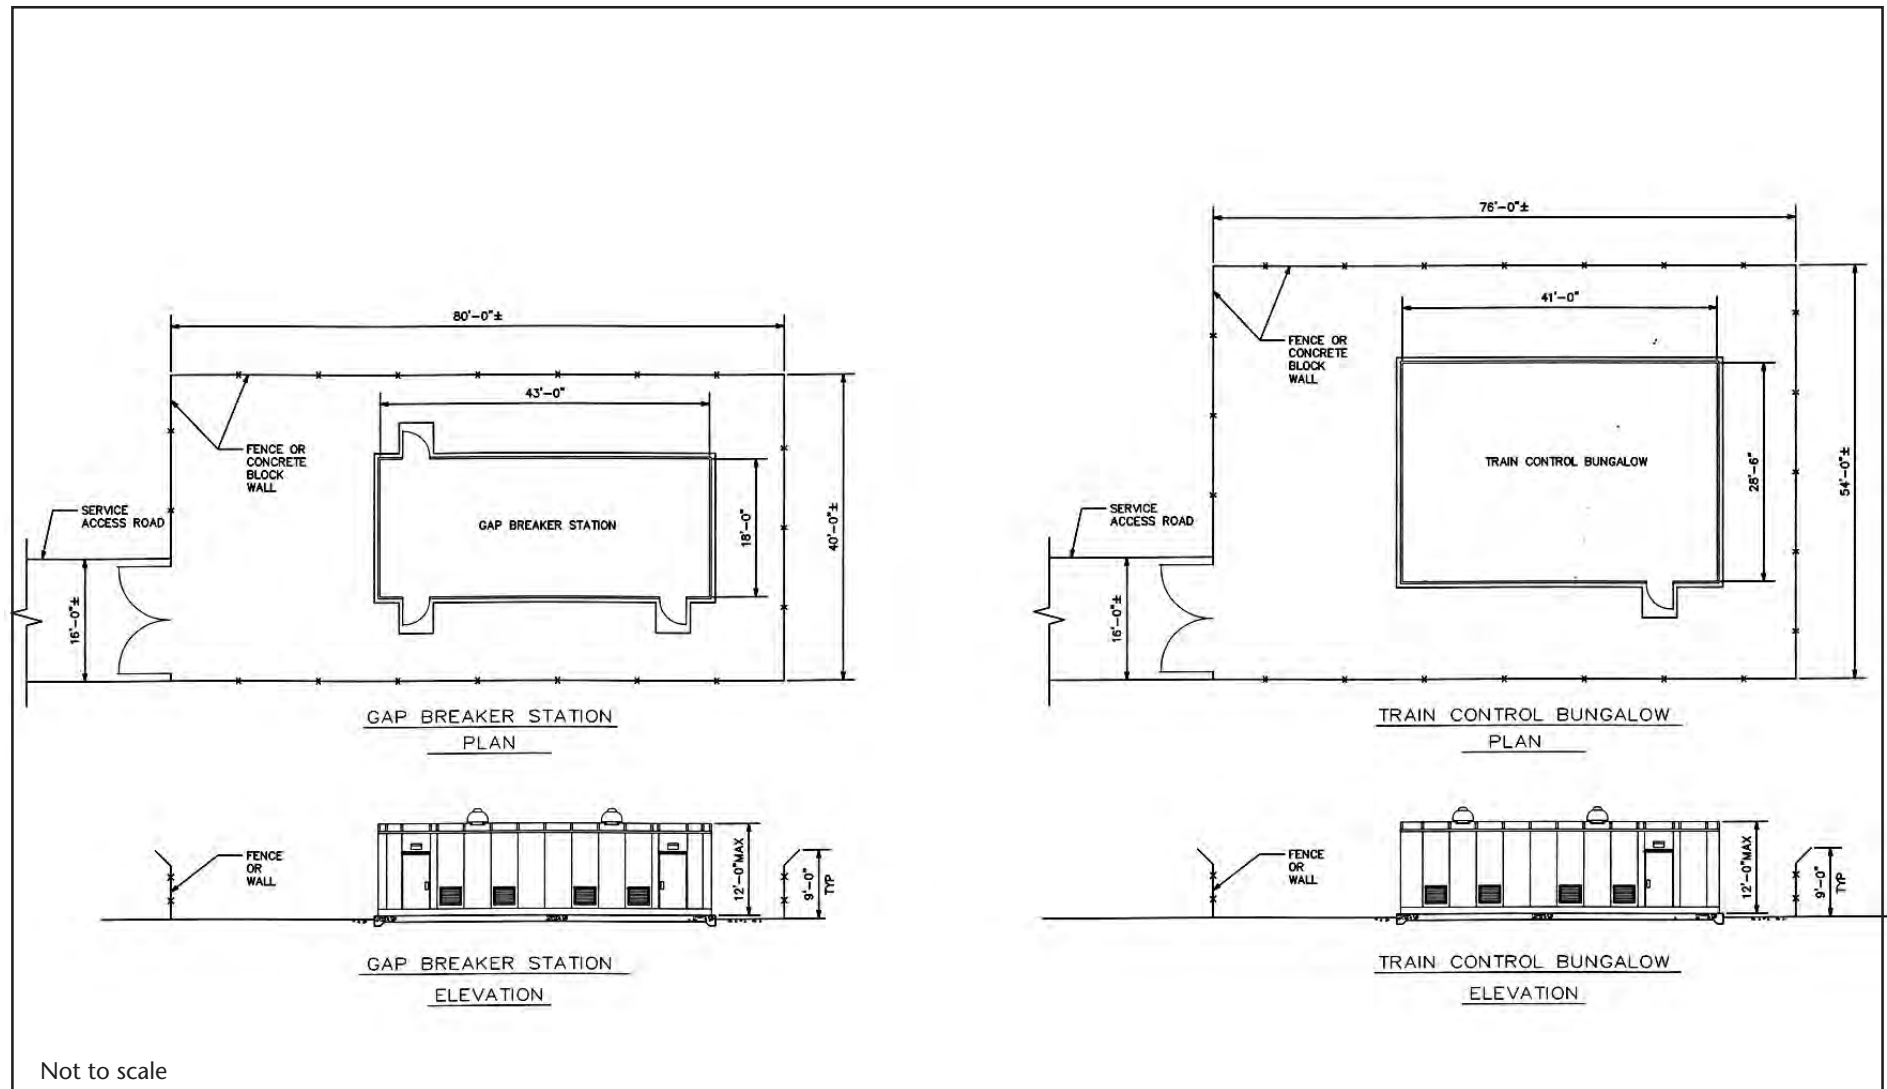 80'-0"±
43'-0"
FENCE OR
CONCRETE
BLOCK
WALL
SERVICE
ACCESS ROAD
GAP BREAKER STATION
18'-0"
40'-0"±
16'-0"±
GAP BREAKER STATION
PLAN
FENCE
OR
WALL
12'-0"MAX
9'-0"
TYP
GAP BREAKER STATION
ELEVATION
76'-0"±
41'-0"
FENCE OR
CONCRETE
BLOCK
WALL
TRAIN CONTROL BUNGALOW
28'-6"
54'-0"±
SERVICE
ACCESS ROAD
16'-0"±
TRAIN CONTROL BUNGALOW
PLAN
FENCE
OR
WALL
12'-0"MAX
9'-0"
TYP
TRAIN CONTROL BUNGALOW
ELEVATION
Not to scale